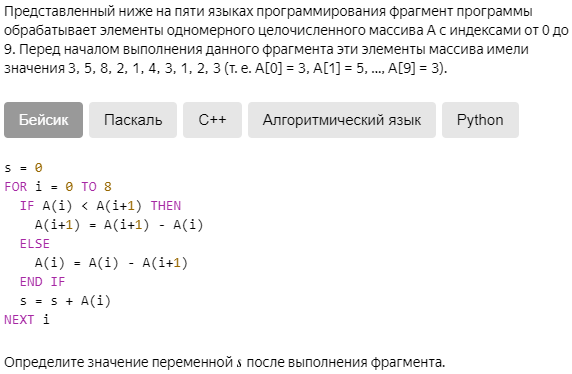 Представленный ниже на пяти языках программирования фрагмент программы
обрабатывает элементы одномерного целочисленного массива A с индексами от 0 до
9. Перед началом выполнения данного фрагмента эти элементы массива имели
значения 3, 5, 8, 2, 1, 4, 3, 1, 2, 3 (т. е. A[0] = 3, A[1] = 5, ..., A[9] = 3).
Бейсик Паскаль C++ Алгоритмический язык Python
s = 0
FOR i = 0 TO 8
  IF A(i) < A(i+1) THEN
    A(i+1) = A(i+1) - A(i)
  ELSE
    A(i) = A(i) - A(i+1)
  END IF
  s = s + A(i)
NEXT i
Определите значение переменной s после выполнения фрагмента.